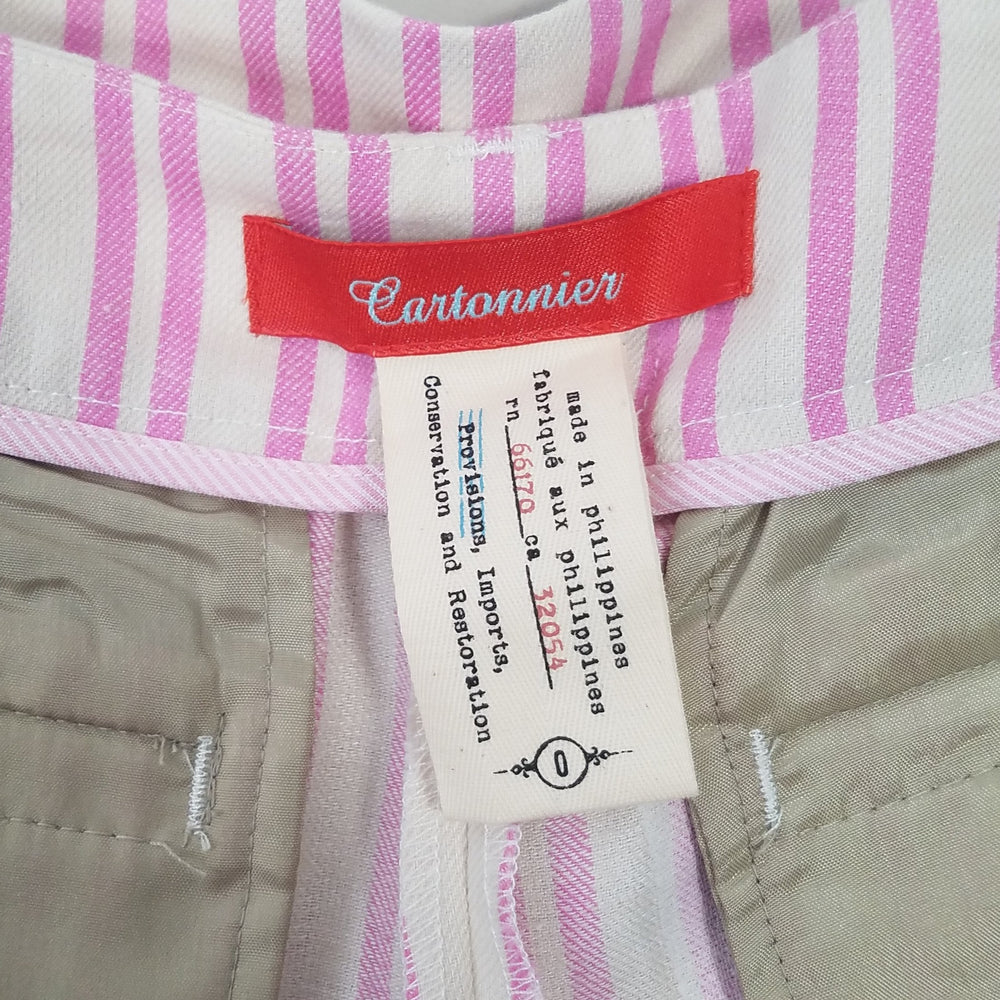 Cartonnier
made in philippines
fabriqué aux philippines
rn 66170 ca 32054
Provisions, Imports,
Conservation and Restoration
0